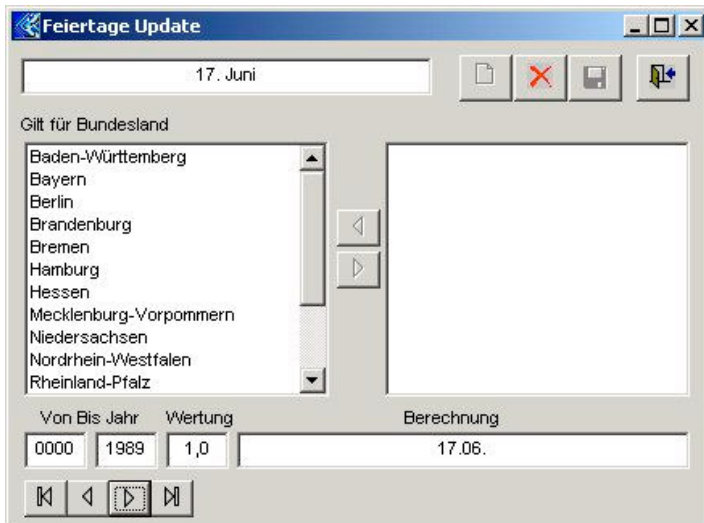 Feiertage Update
17. Juni
Gilt für Bundesland
Baden-Württemberg
Bayern
Berlin
Brandenburg
Bremen
Hamburg
Hessen
Mecklenburg-Vorpommern
Niedersachsen
Nordrhein-Westfalen
Rheinland-Pfalz
Von Bis Jahr Wertung Berechnung
0000 1989 1,0 17.06.